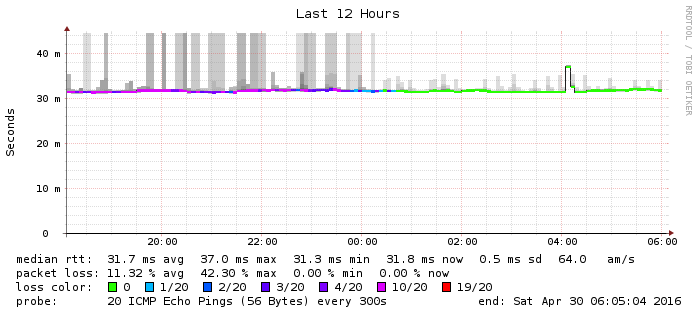 Last 12 Hours
RRDTOOL / TOBI OETIKER
Seconds
40 m
30 m
20 m
10 m
0
20:00 22:00 00:00 02:00 04:00 06:00
median rtt: 31.7 ms avg 37.0 ms max 31.3 ms min 31.8 ms now 0.5 ms sd 64.0 am/s
packet loss: 11.32 % avg 42.30 % max 0.00 % min 0.00 % now
loss color: 0 1/20 2/20 3/20 4/20 10/20 19/20
probe: 20 ICMP Echo Pings (56 Bytes) every 300s end: Sat Apr 30 06:05:04 2016